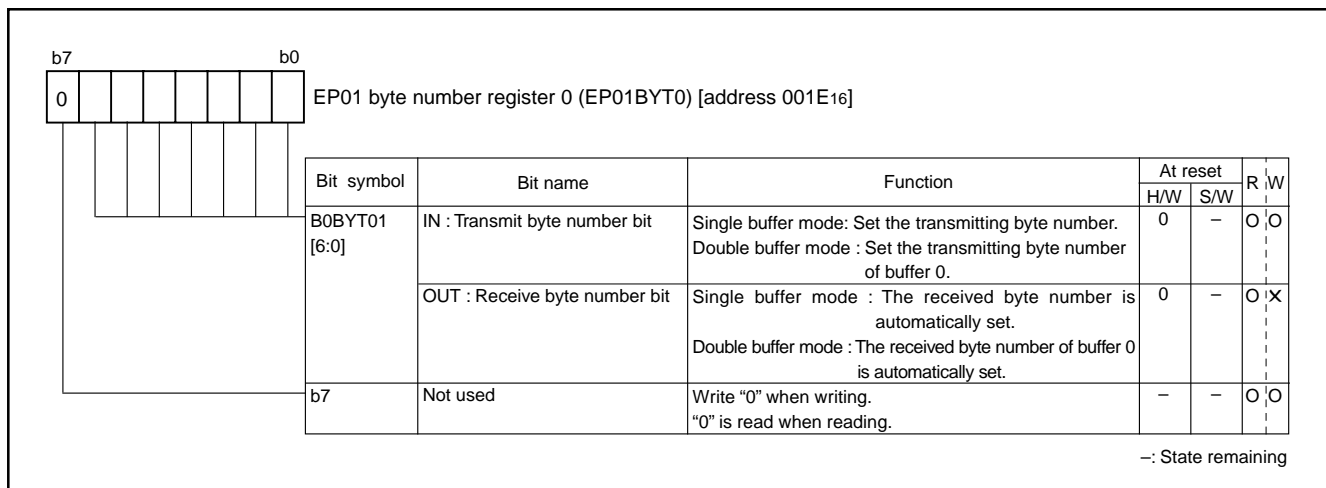 b7 b0
0
EP01 byte number register 0 (EP01BYT0) [address 001E16]
Bit symbol Bit name Function At reset R W
H/W S/W
B0BYT01 IN : Transmit byte number bit Single buffer mode: Set the transmitting byte number. 0 – O O
[6:0] Double buffer mode : Set the transmitting byte number
of buffer 0.
OUT : Receive byte number bit Single buffer mode : The received byte number is 0 – O ×
automatically set.
Double buffer mode : The received byte number of buffer 0
is automatically set.
b7 Not used Write “0” when writing. – – O O
“0” is read when reading.
–: State remaining